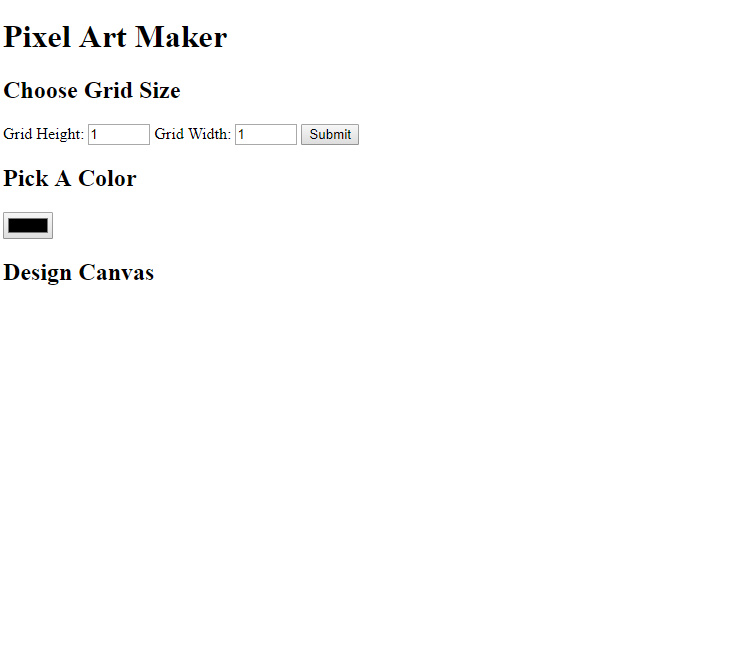 Pixel Art Maker
Choose Grid Size
Grid Height: 1 Grid Width: 1 Submit
Pick A Color
Design Canvas